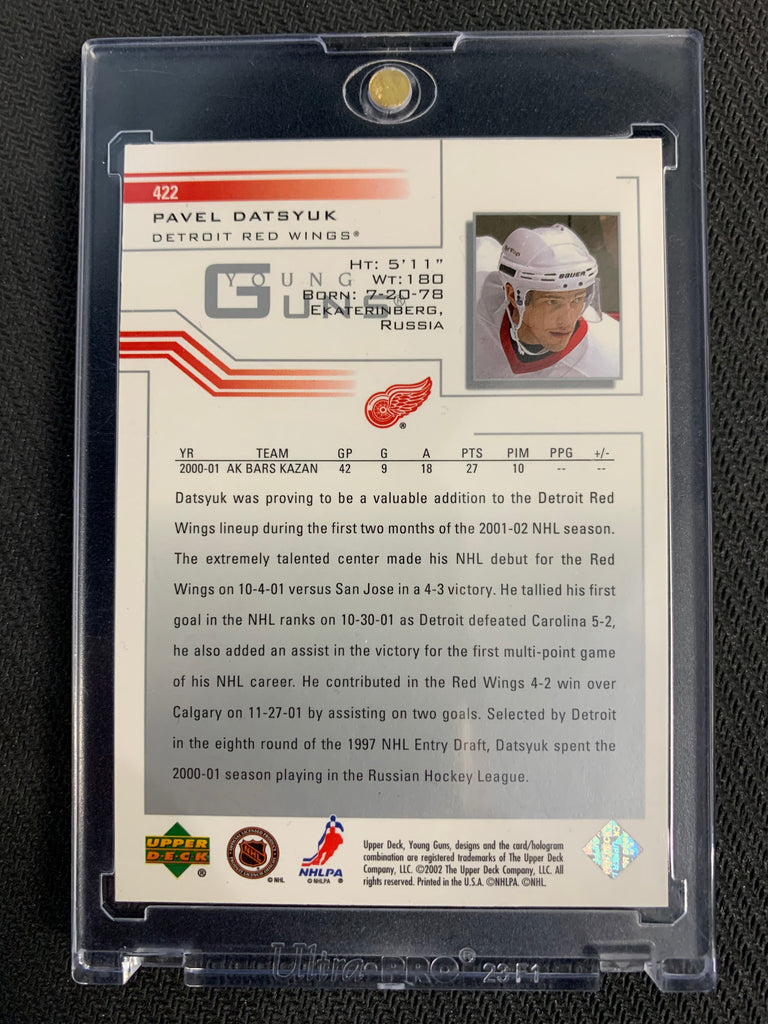 422
PAVEL DATSYUK
DETROIT RED WINGS®
YOUNG GUNS®
HT: 5'11"
WT: 180
BORN: 7-20-78
EKATERINBERG,
RUSSIA
BAUER
YR TEAM GP G A PTS PIM PPG +/-
2000-01 AK BARS KAZAN 42 9 18 27 10 -- --
Datsyuk was proving to be a valuable addition to the Detroit Red
Wings lineup during the first two months of the 2001-02 NHL season.
The extremely talented center made his NHL debut for the Red
Wings on 10-4-01 versus San Jose in a 4-3 victory. He tallied his first
goal in the NHL ranks on 10-30-01 as Detroit defeated Carolina 5-2,
he also added an assist in the victory for the first multi-point game
of his NHL career. He contributed in the Red Wings 4-2 win over
Calgary on 11-27-01 by assisting on two goals. Selected by Detroit
in the eighth round of the 1997 NHL Entry Draft, Datsyuk spent the
2000-01 season playing in the Russian Hockey League.
UPPER
DECK®
NHL
©NHL
NHLPA
©NHLPA ®
Upper Deck, Young Guns, designs and the card/hologram
combination are registered trademarks of The Upper Deck
Company, LLC. ©2002 The Upper Deck Company, LLC. All
rights reserved. Printed in the U.S.A. ©NHLPA. ©NHL.
Ultra·PRO®